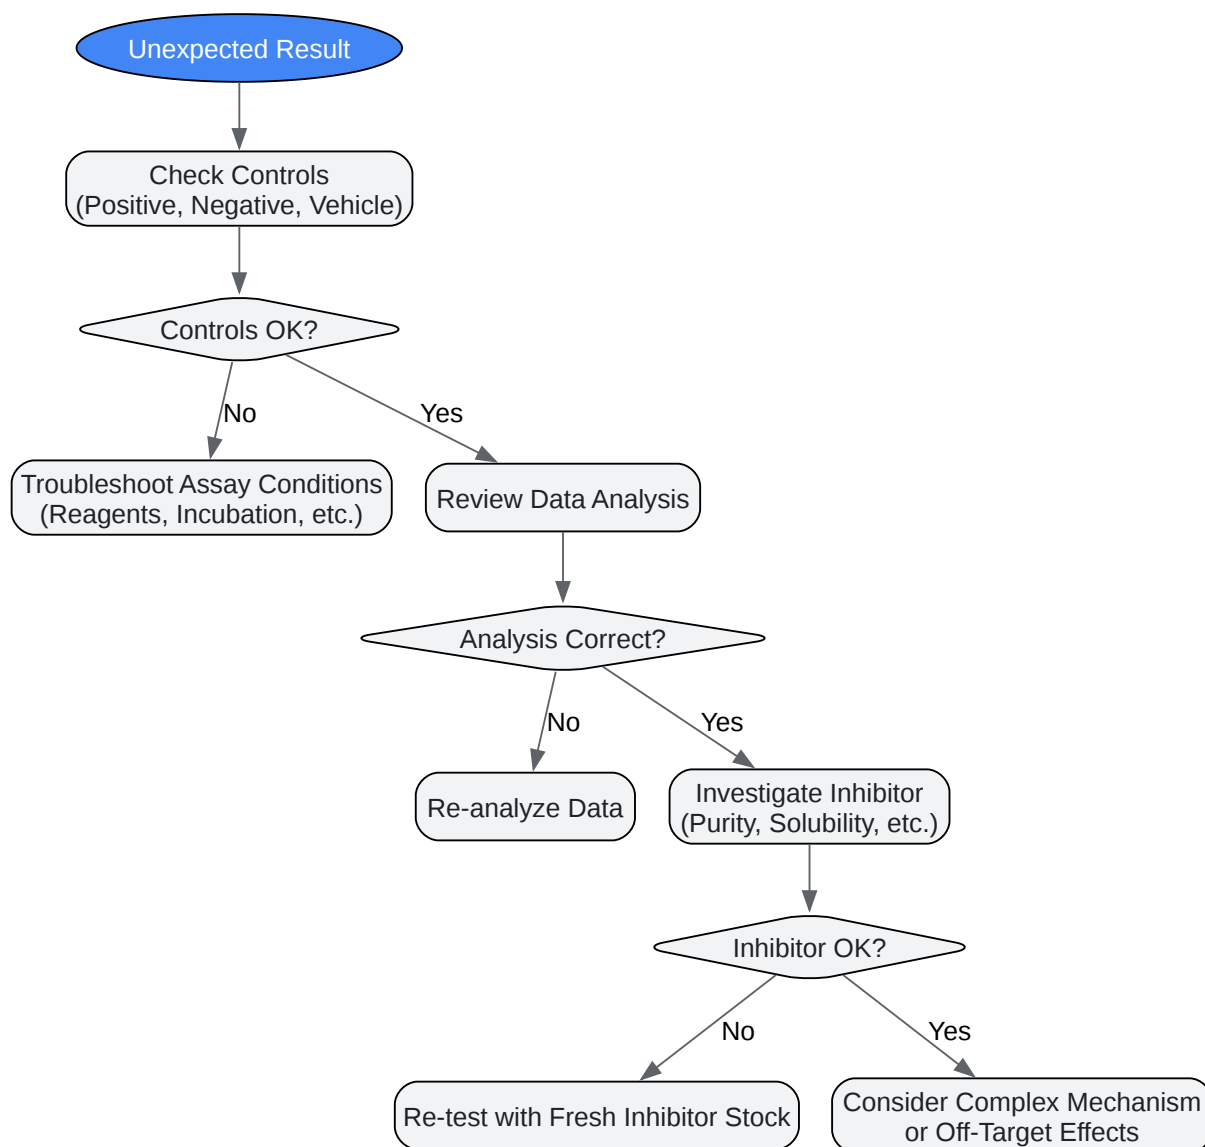 Unexpected Result
Check Controls
(Positive, Negative, Vehicle)
Controls OK?
No
Yes
Troubleshoot Assay Conditions
(Reagents, Incubation, etc.)
Review Data Analysis
Analysis Correct?
No
Yes
Re-analyze Data
Investigate Inhibitor
(Purity, Solubility, etc.)
Inhibitor OK?
No
Yes
Re-test with Fresh Inhibitor Stock
Consider Complex Mechanism
or Off-Target Effects